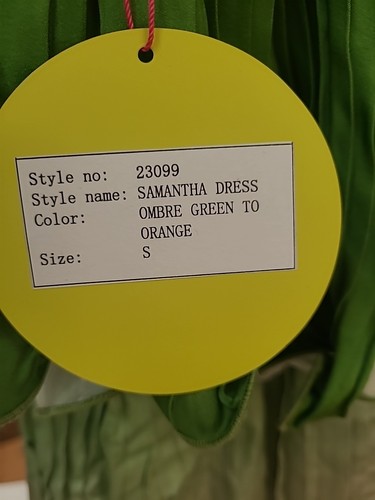 Style no: 23099
Style name: SAMANTHA DRESS
Color: OMBRE GREEN TO
ORANGE
Size: S